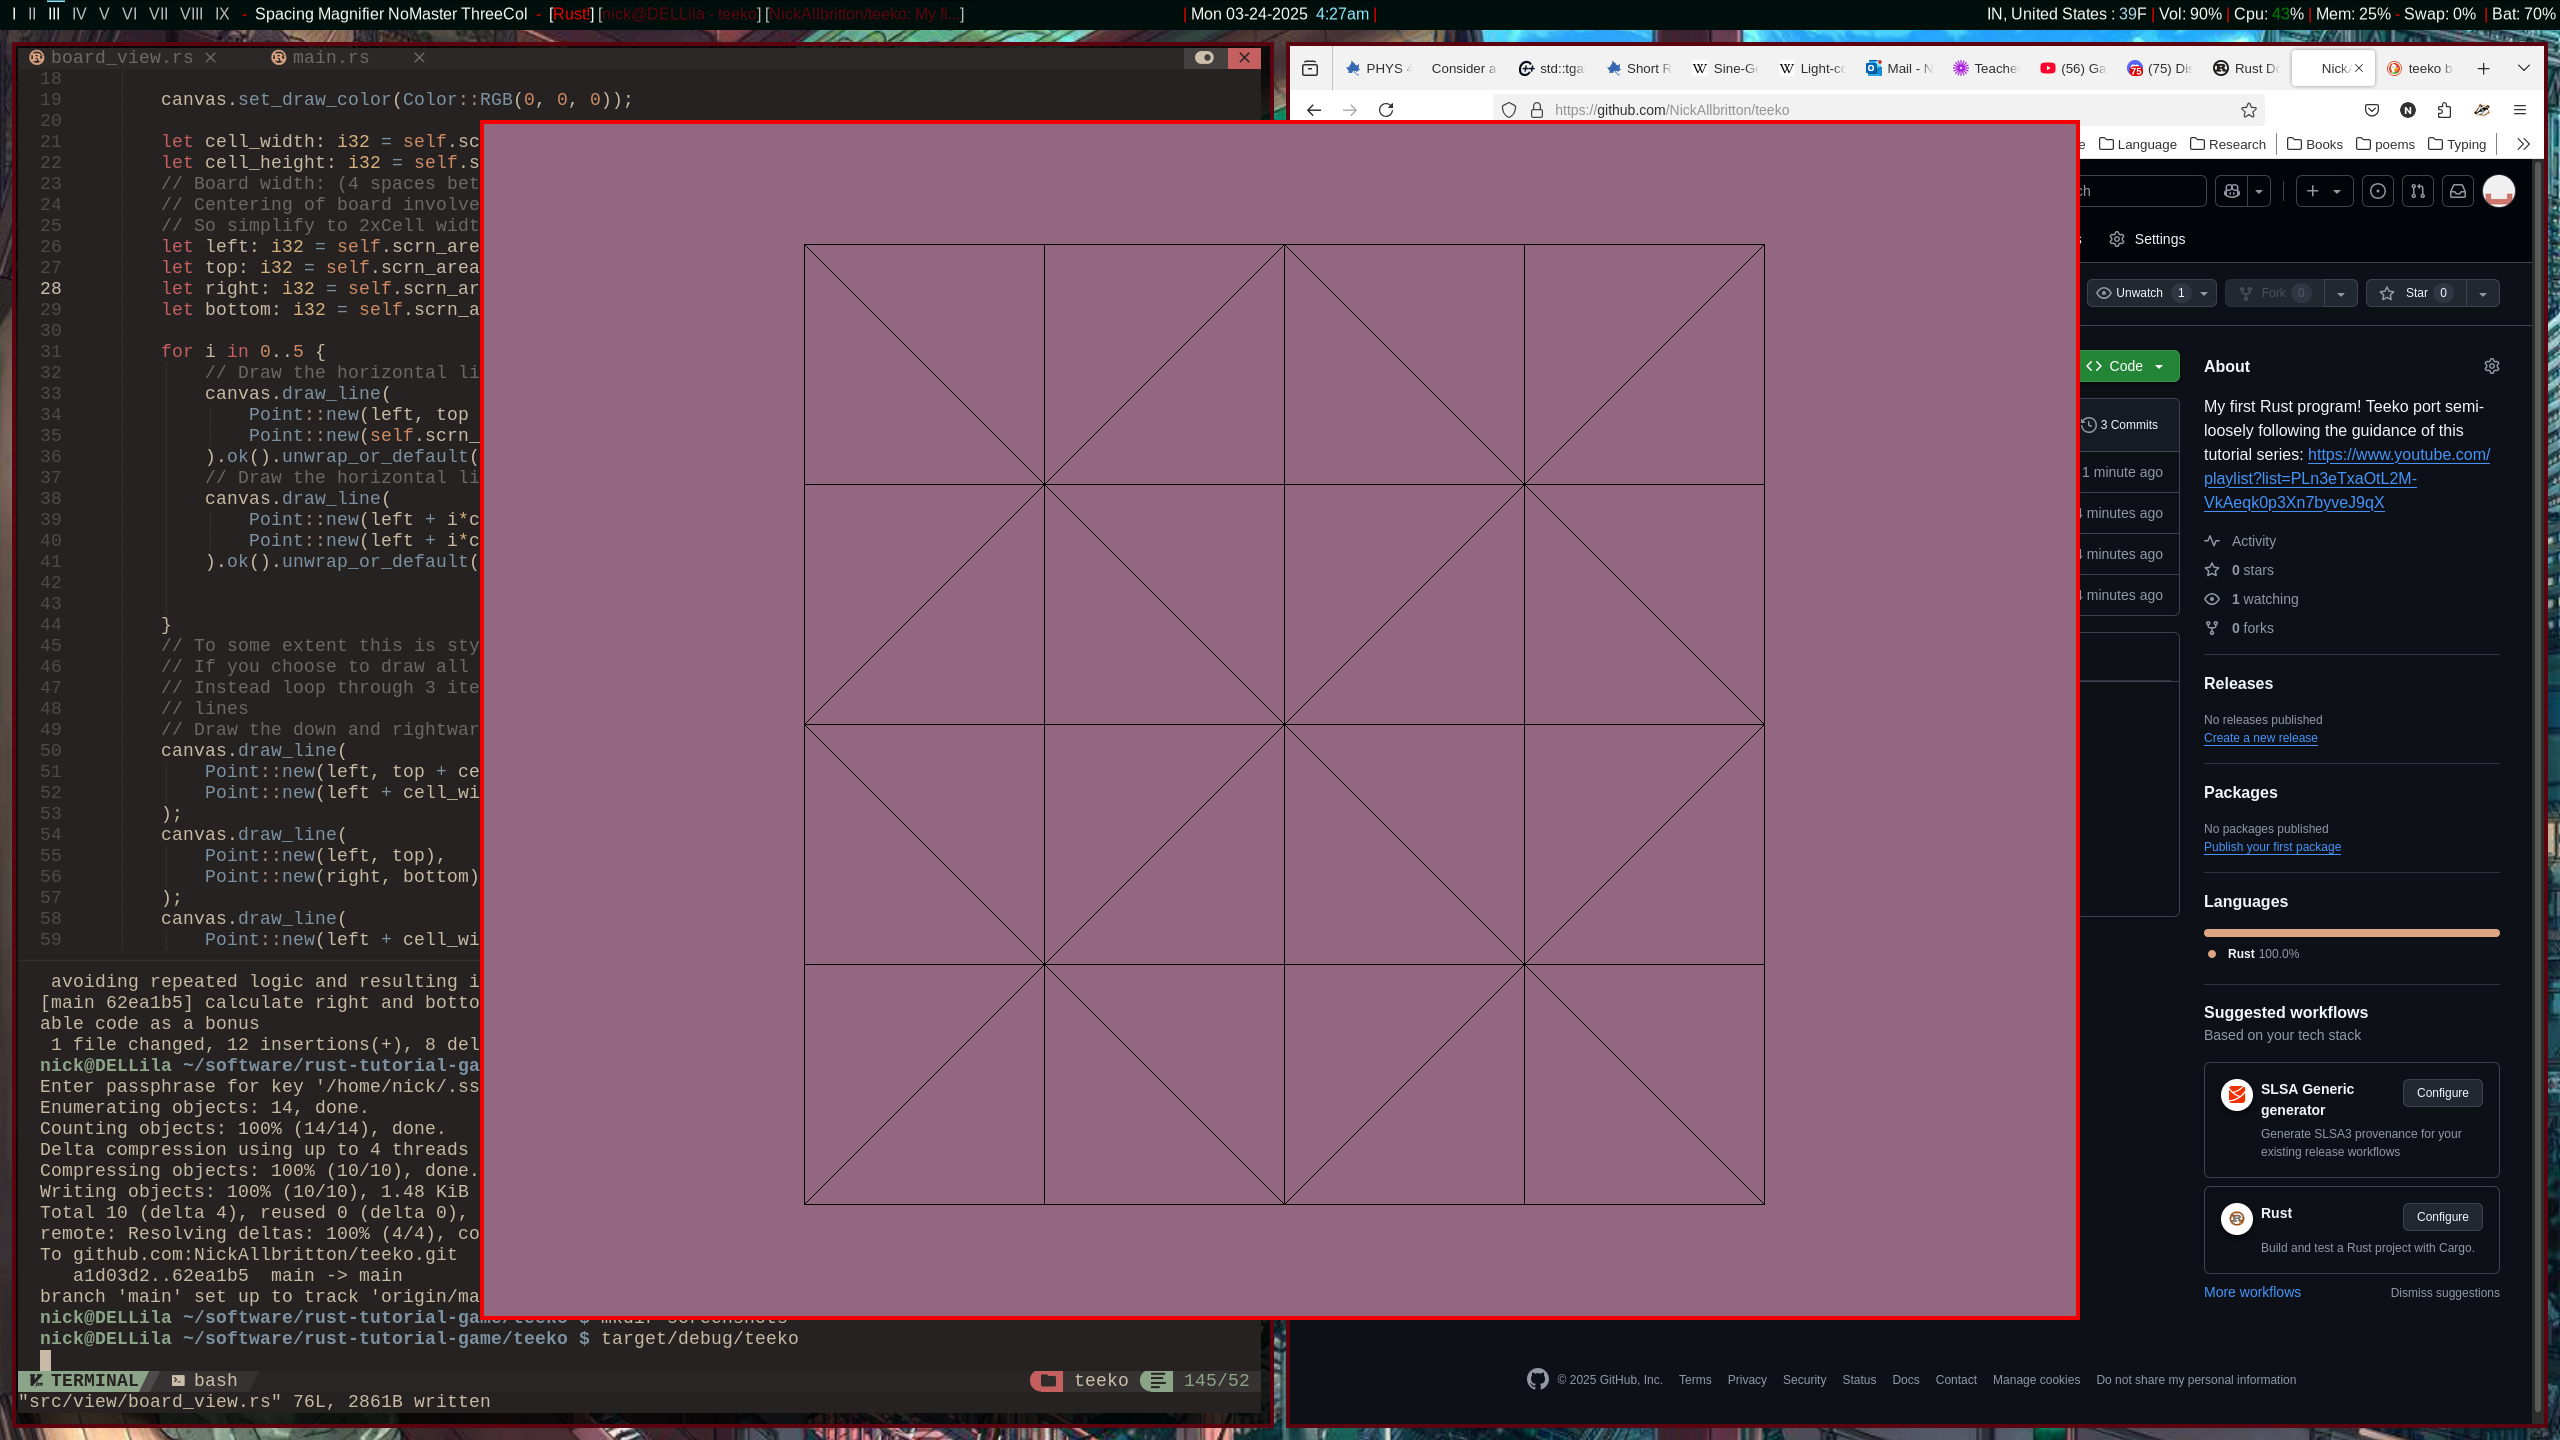 I II III IV V VI VII VIII IX - Spacing Magnifier NoMaster ThreeCol - [Rust!] [nick@DELLila - teeko] [NickAllbritton/teeko: My fi...] | Mon 03-24-2025 4:27am | IN, United States : 39F | Vol: 90% | Cpu: 43% | Mem: 25% - Swap: 0% | Bat: 70%
board_view.rs main.rs
18
19 canvas.set_draw_color(Color::RGB(0, 0, 0));
20
21 let cell_width: i32 = self.sc
22 let cell_height: i32 = self.s
23 // Board width: (4 spaces bet
24 // Centering of board involve
25 // So simplify to 2xCell widt
26 let left: i32 = self.scrn_are
27 let top: i32 = self.scrn_area
28 let right: i32 = self.scrn_ar
29 let bottom: i32 = self.scrn_a
30
31 for i in 0..5 {
32 // Draw the horizontal li
33 canvas.draw_line(
34 Point::new(left, top
35 Point::new(self.scrn_
36 ).ok().unwrap_or_default(
37 // Draw the horizontal li
38 canvas.draw_line(
39 Point::new(left + i*c
40 Point::new(left + i*c
41 ).ok().unwrap_or_default(
42
43
44 }
45 // To some extent this is sty
46 // If you choose to draw all
47 // Instead loop through 3 ite
48 // lines
49 // Draw the down and rightwar
50 canvas.draw_line(
51 Point::new(left, top + ce
52 Point::new(left + cell_wi
53 );
54 canvas.draw_line(
55 Point::new(left, top),
56 Point::new(right, bottom)
57 );
58 canvas.draw_line(
59 Point::new(left + cell_wi
avoiding repeated logic and resulting i
[main 62ea1b5] calculate right and botto
able code as a bonus
1 file changed, 12 insertions(+), 8 del
nick@DELLila ~/software/rust-tutorial-ga
Enter passphrase for key '/home/nick/.ss
Enumerating objects: 14, done.
Counting objects: 100% (14/14), done.
Delta compression using up to 4 threads
Compressing objects: 100% (10/10), done.
Writing objects: 100% (10/10), 1.48 KiB
Total 10 (delta 4), reused 0 (delta 0),
remote: Resolving deltas: 100% (4/4), co
To github.com:NickAllbritton/teeko.git
a1d03d2..62ea1b5 main -> main
branch 'main' set up to track 'origin/ma
nick@DELLila ~/software/rust-tutorial-game/teeko $ mkdir screenshots
nick@DELLila ~/software/rust-tutorial-game/teeko $ target/debug/teeko
TERMINAL bash teeko 145/52
"src/view/board_view.rs" 76L, 2861B written
PHYS 4 Consider a std::tga Short R Sine-Go Light-co Mail - N Teache (56) Ga (75) Dis Rust Do NickA teeko b
https://github.com/NickAllbritton/teeko
e Language Research Books poems Typing
ch
s Settings
Unwatch 1 Fork 0 Star 0
Code
3 Commits
1 minute ago
4 minutes ago
4 minutes ago
4 minutes ago
About
My first Rust program! Teeko port semi-
loosely following the guidance of this
tutorial series: https://www.youtube.com/
playlist?list=PLn3eTxaOtL2M-
VkAeqk0p3Xn7byveJ9qX
Activity
0 stars
1 watching
0 forks
Releases
No releases published
Create a new release
Packages
No packages published
Publish your first package
Languages
Rust 100.0%
Suggested workflows
Based on your tech stack
SLSA Generic
generator
Configure
Generate SLSA3 provenance for your
existing release workflows
Rust
Configure
Build and test a Rust project with Cargo.
More workflows Dismiss suggestions
© 2025 GitHub, Inc. Terms Privacy Security Status Docs Contact Manage cookies Do not share my personal information